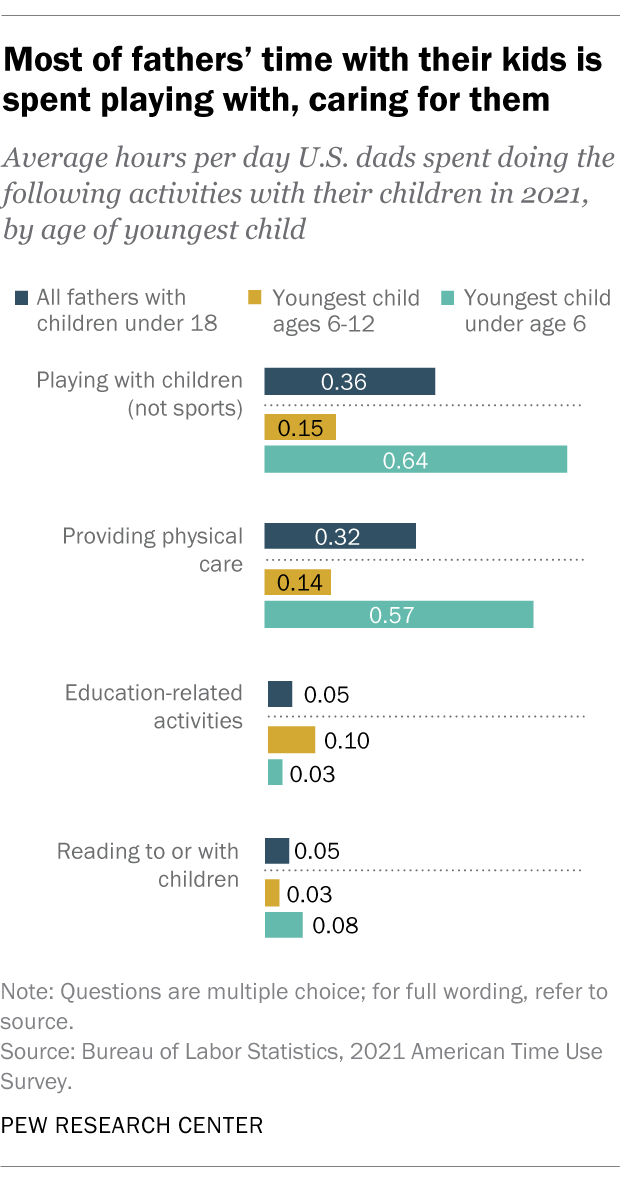 Most of fathers’ time with their kids is
spent playing with, caring for them
Average hours per day U.S. dads spent doing the
following activities with their children in 2021,
by age of youngest child
All fathers with
children under 18
Youngest child
ages 6-12
Youngest child
under age 6
Playing with children
(not sports)
0.36
0.15
0.64
Providing physical
care
0.32
0.14
0.57
Education-related
activities
0.05
0.10
0.03
Reading to or with
children
0.05
0.03
0.08
Note: Questions are multiple choice; for full wording, refer to
source.
Source: Bureau of Labor Statistics, 2021 American Time Use
Survey.
PEW RESEARCH CENTER